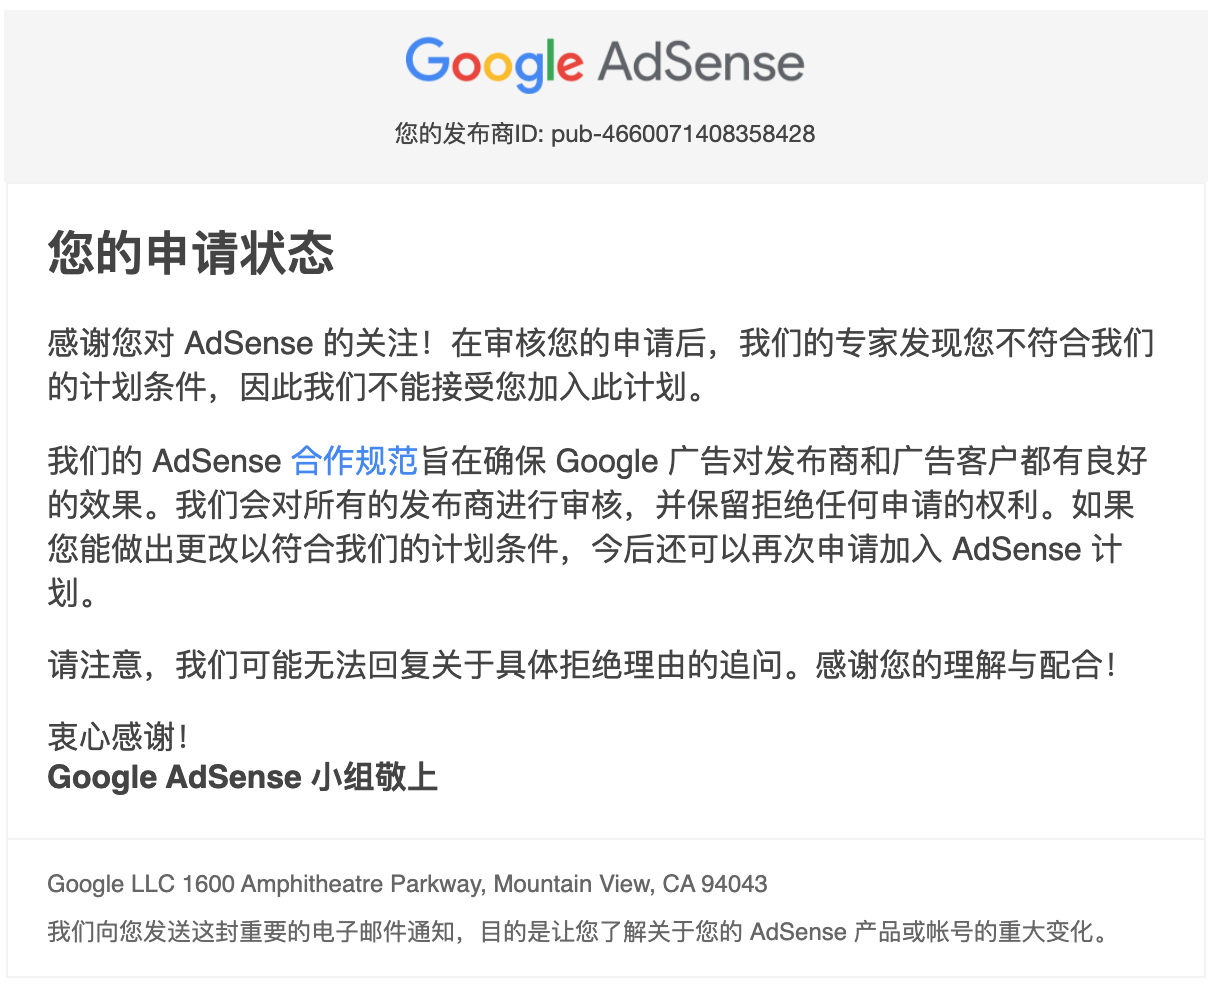 Google AdSense
您的发布商ID: pub-4660071408358428
您的申请状态
感谢您对 AdSense 的关注！在审核您的申请后，我们的专家发现您不符合我们
的计划条件，因此我们不能接受您加入此计划。
我们的 AdSense 合作规范旨在确保 Google 广告对发布商和广告客户都有良好
的效果。我们会对所有的发布商进行审核，并保留拒绝任何申请的权利。如果
您能做出更改以符合我们的计划条件，今后还可以再次申请加入 AdSense 计
划。
请注意，我们可能无法回复关于具体拒绝理由的追问。感谢您的理解与配合！
衷心感谢！
Google AdSense 小组敬上
Google LLC 1600 Amphitheatre Parkway, Mountain View, CA 94043
我们向您发送这封重要的电子邮件通知，目的是让您了解关于您的 AdSense 产品或帐号的重大变化。